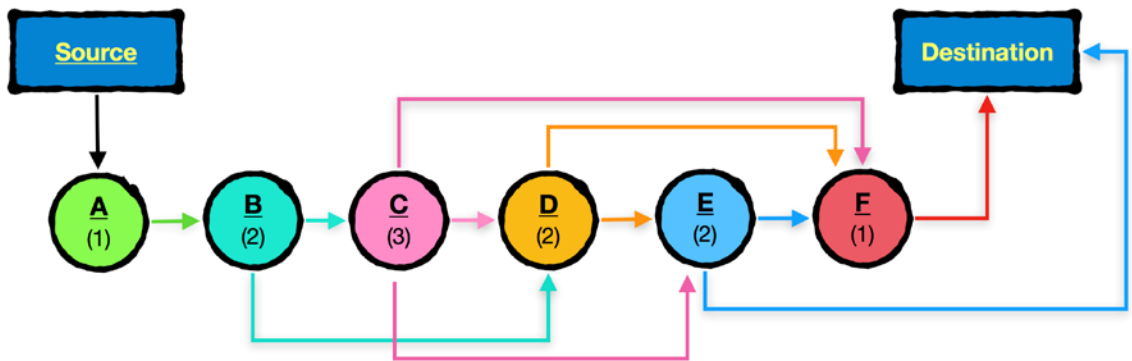 Source
Destination
A
(1)
B
(2)
C
(3)
D
(2)
E
(2)
F
(1)